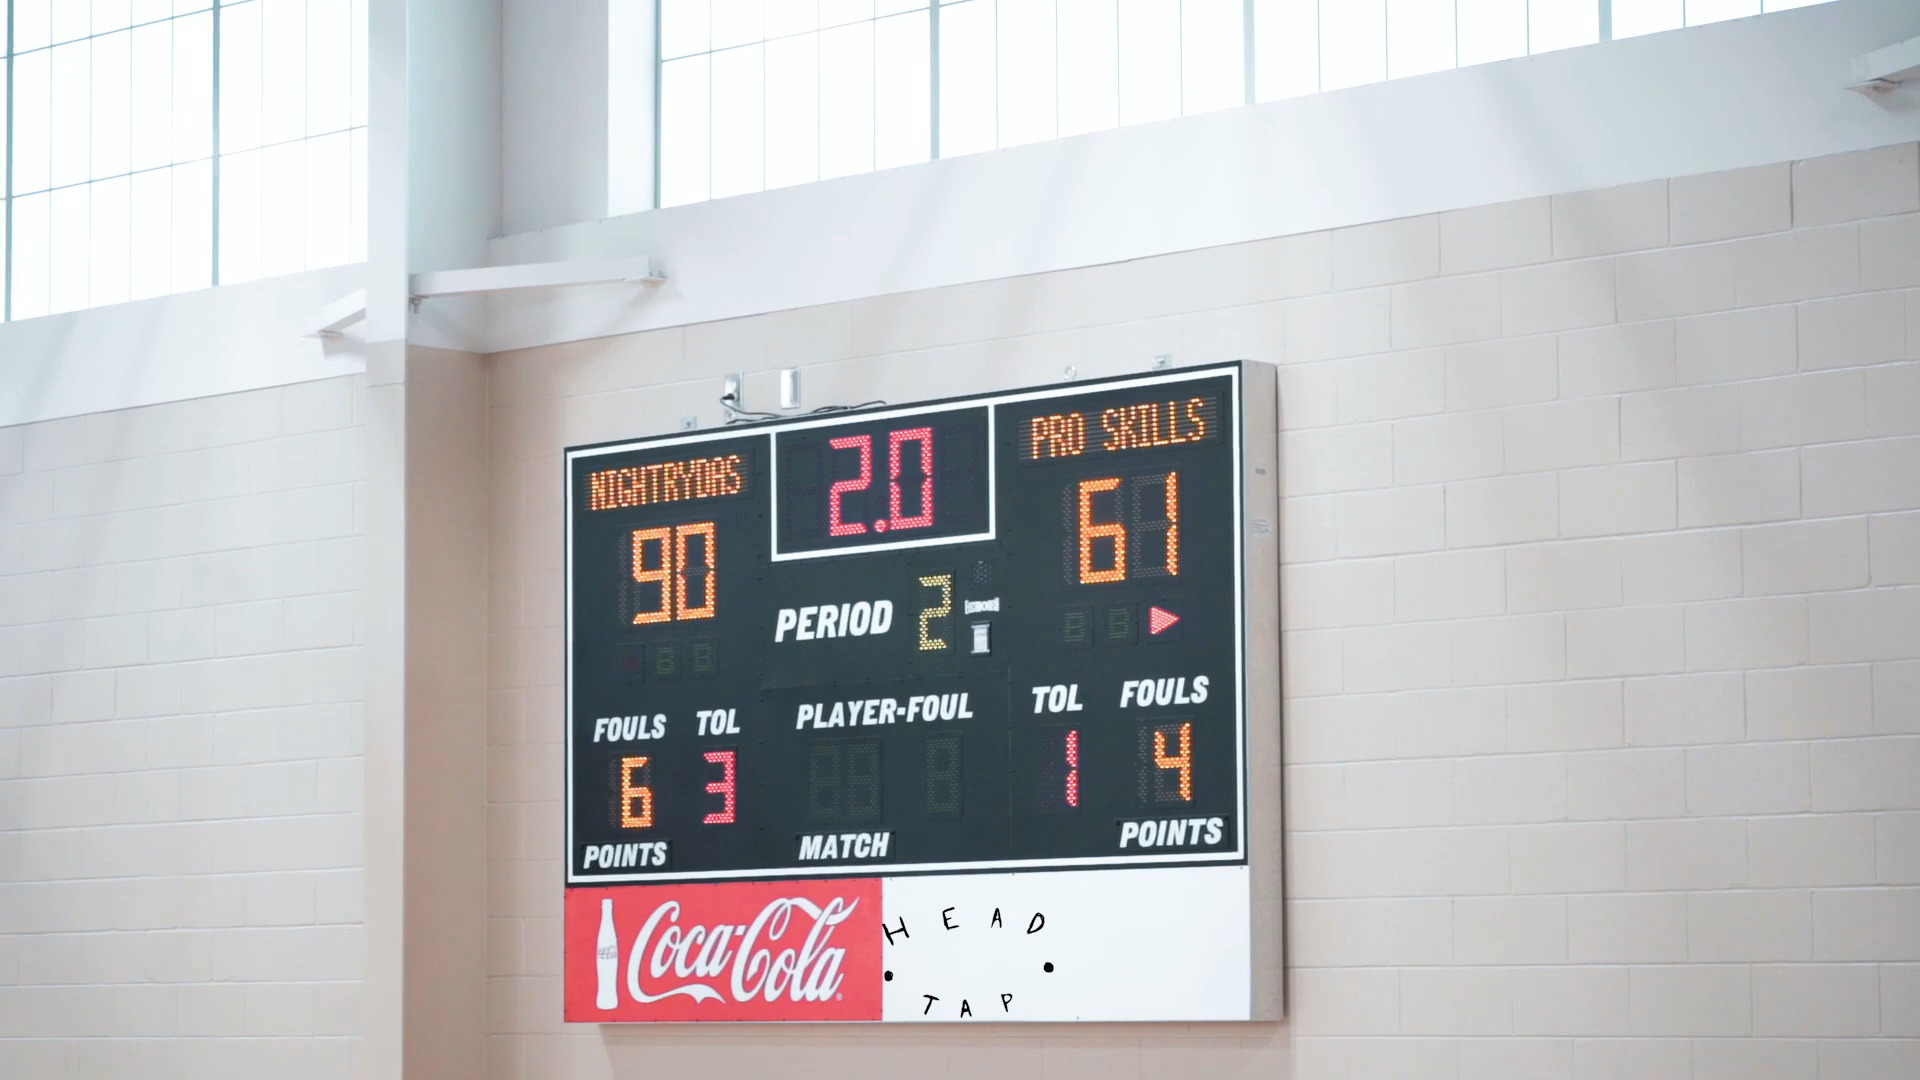 NIGHTRYDAS 2.0 PRO SKILLS
90 61
PERIOD 2
FOULS TOL PLAYER-FOUL TOL FOULS
6 3 1 4
POINTS MATCH POINTS
Coca-Cola
HEAD
• •
TAP